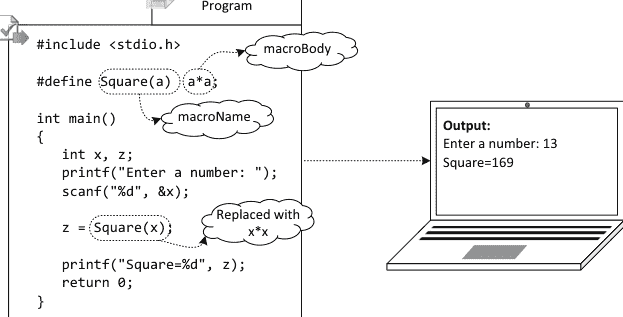 Program
#include <stdio.h>
macroBody
#define Square(a) a*a;
macroName
int main()
{
int x, z;
printf("Enter a number: ");
scanf("%d", &x);
z = Square(x);
Replaced with
x*x
printf("Square=%d", z);
return 0;
}
Output:
Enter a number: 13
Square=169